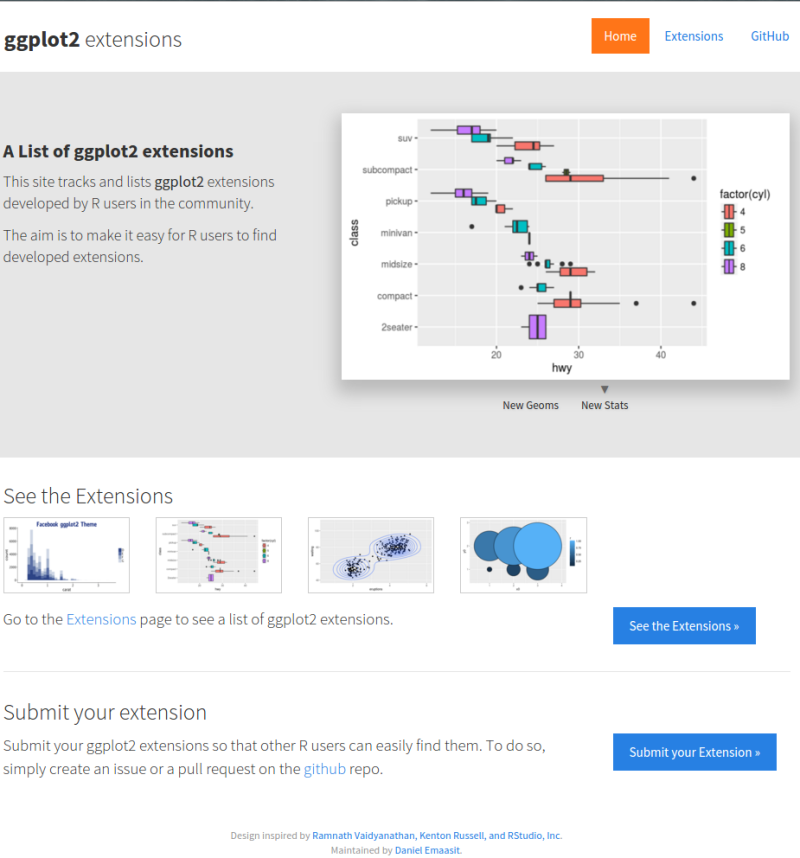 ggplot2 extensions
Home
Extensions
GitHub
A List of ggplot2 extensions
This site tracks and lists ggplot2 extensions
developed by R users in the community.
The aim is to make it easy for R users to find
developed extensions.
class
suv
subcompact
pickup
minivan
midsize
compact
2seater
20
30
40
hwy
factor(cyl)
4
5
6
8
New Geoms
New Stats
See the Extensions
Facebook ggplot2 Theme
Go to the Extensions page to see a list of ggplot2 extensions.
See the Extensions »
Submit your extension
Submit your ggplot2 extensions so that other R users can easily find them. To do so,
simply create an issue or a pull request on the github repo.
Submit your Extension »
Design inspired by Ramnath Vaidyanathan, Kenton Russell, and RStudio, Inc.
Maintained by Daniel Emaasit.